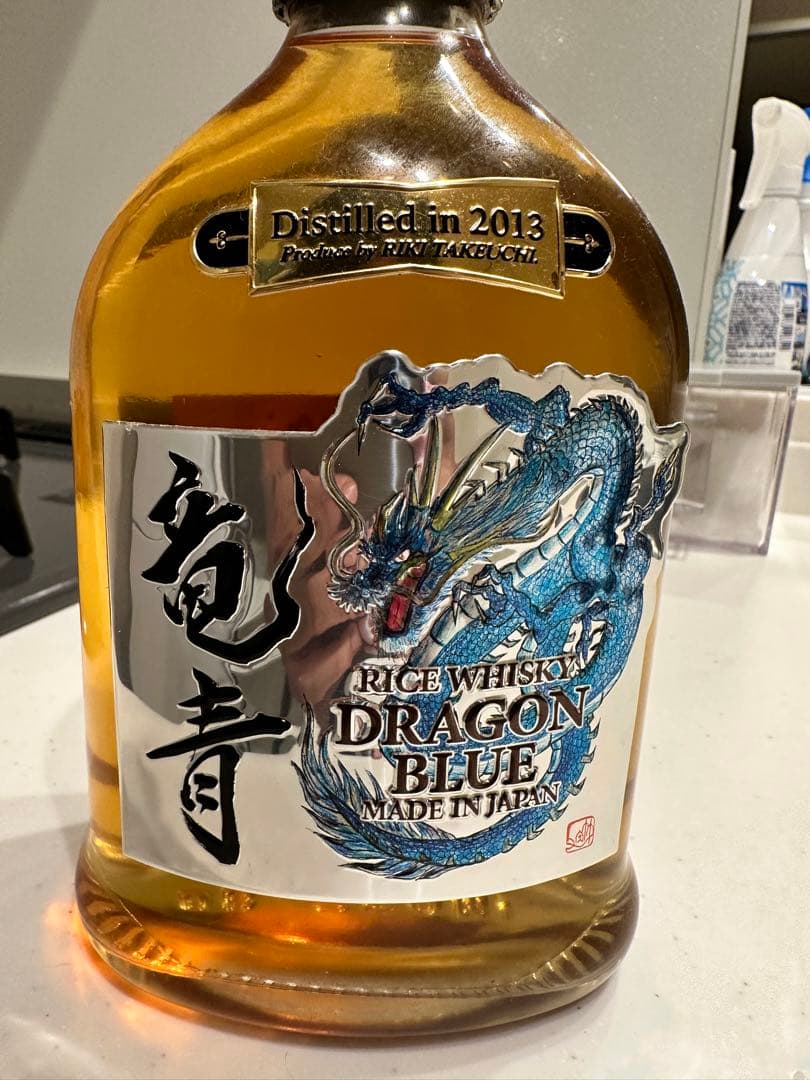 Distilled in 2013
Produce by RIKI TAKEUCHI.
竜青
RICE WHISKY
DRAGON
BLUE
MADE IN JAPAN